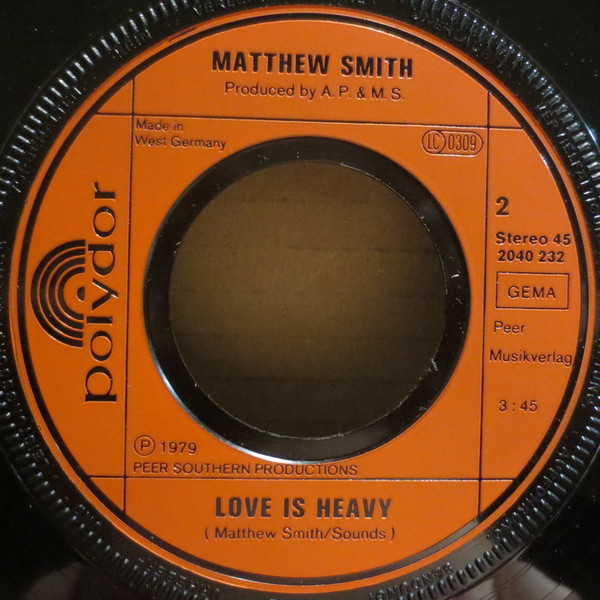 MATTHEW SMITH
Produced by A. P. & M. S.
Made in
West Germany
LC 0309
polydor
2
Stereo 45
2040 232
GEMA
Peer
Musikverlag
3 : 45
Ⓟ 1979
PEER SOUTHERN PRODUCTIONS
LOVE IS HEAVY
( Matthew Smith/Sounds )